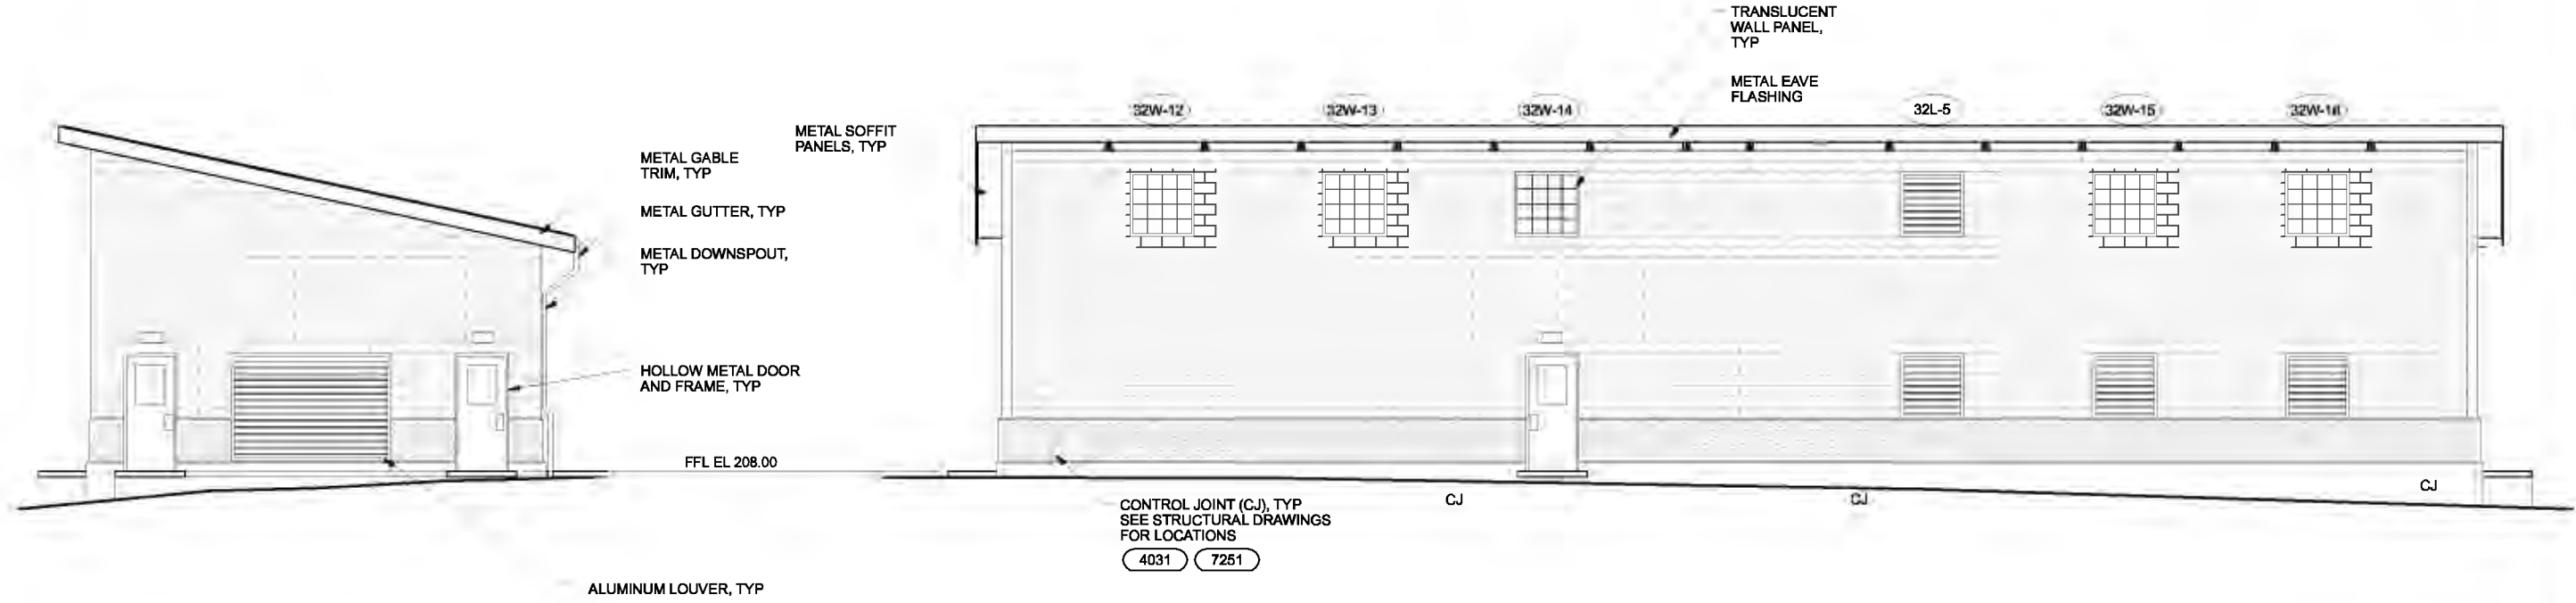 TRANSLUCENT
WALL PANEL,
TYP
METAL EAVE
FLASHING
32W-12
32W-13
32W-14
32L-5
32W-15
32W-16
METAL SOFFIT
PANELS, TYP
METAL GABLE
TRIM, TYP
METAL GUTTER, TYP
METAL DOWNSPOUT,
TYP
HOLLOW METAL DOOR
AND FRAME, TYP
FFL EL 208.00
CONTROL JOINT (CJ), TYP
SEE STRUCTURAL DRAWINGS
FOR LOCATIONS
4031 7251
CJ
CJ
CJ
ALUMINUM LOUVER, TYP